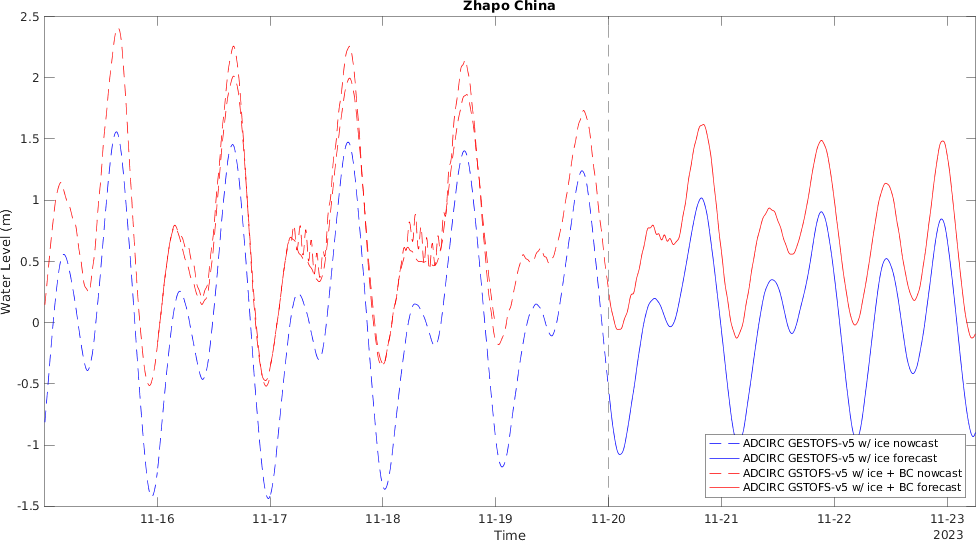 Zhapo China
2.5
2
1.5
1
0.5
0
-0.5
-1
-1.5
Water Level (m)
11-16
11-17
11-18
11-19
11-20
11-21
11-22
11-23
2023
Time
ADCIRC GESTOFS-v5 w/ ice nowcast
ADCIRC GESTOFS-v5 w/ ice forecast
ADCIRC GSTOFS-v5 w/ ice + BC nowcast
ADCIRC GSTOFS-v5 w/ ice + BC forecast